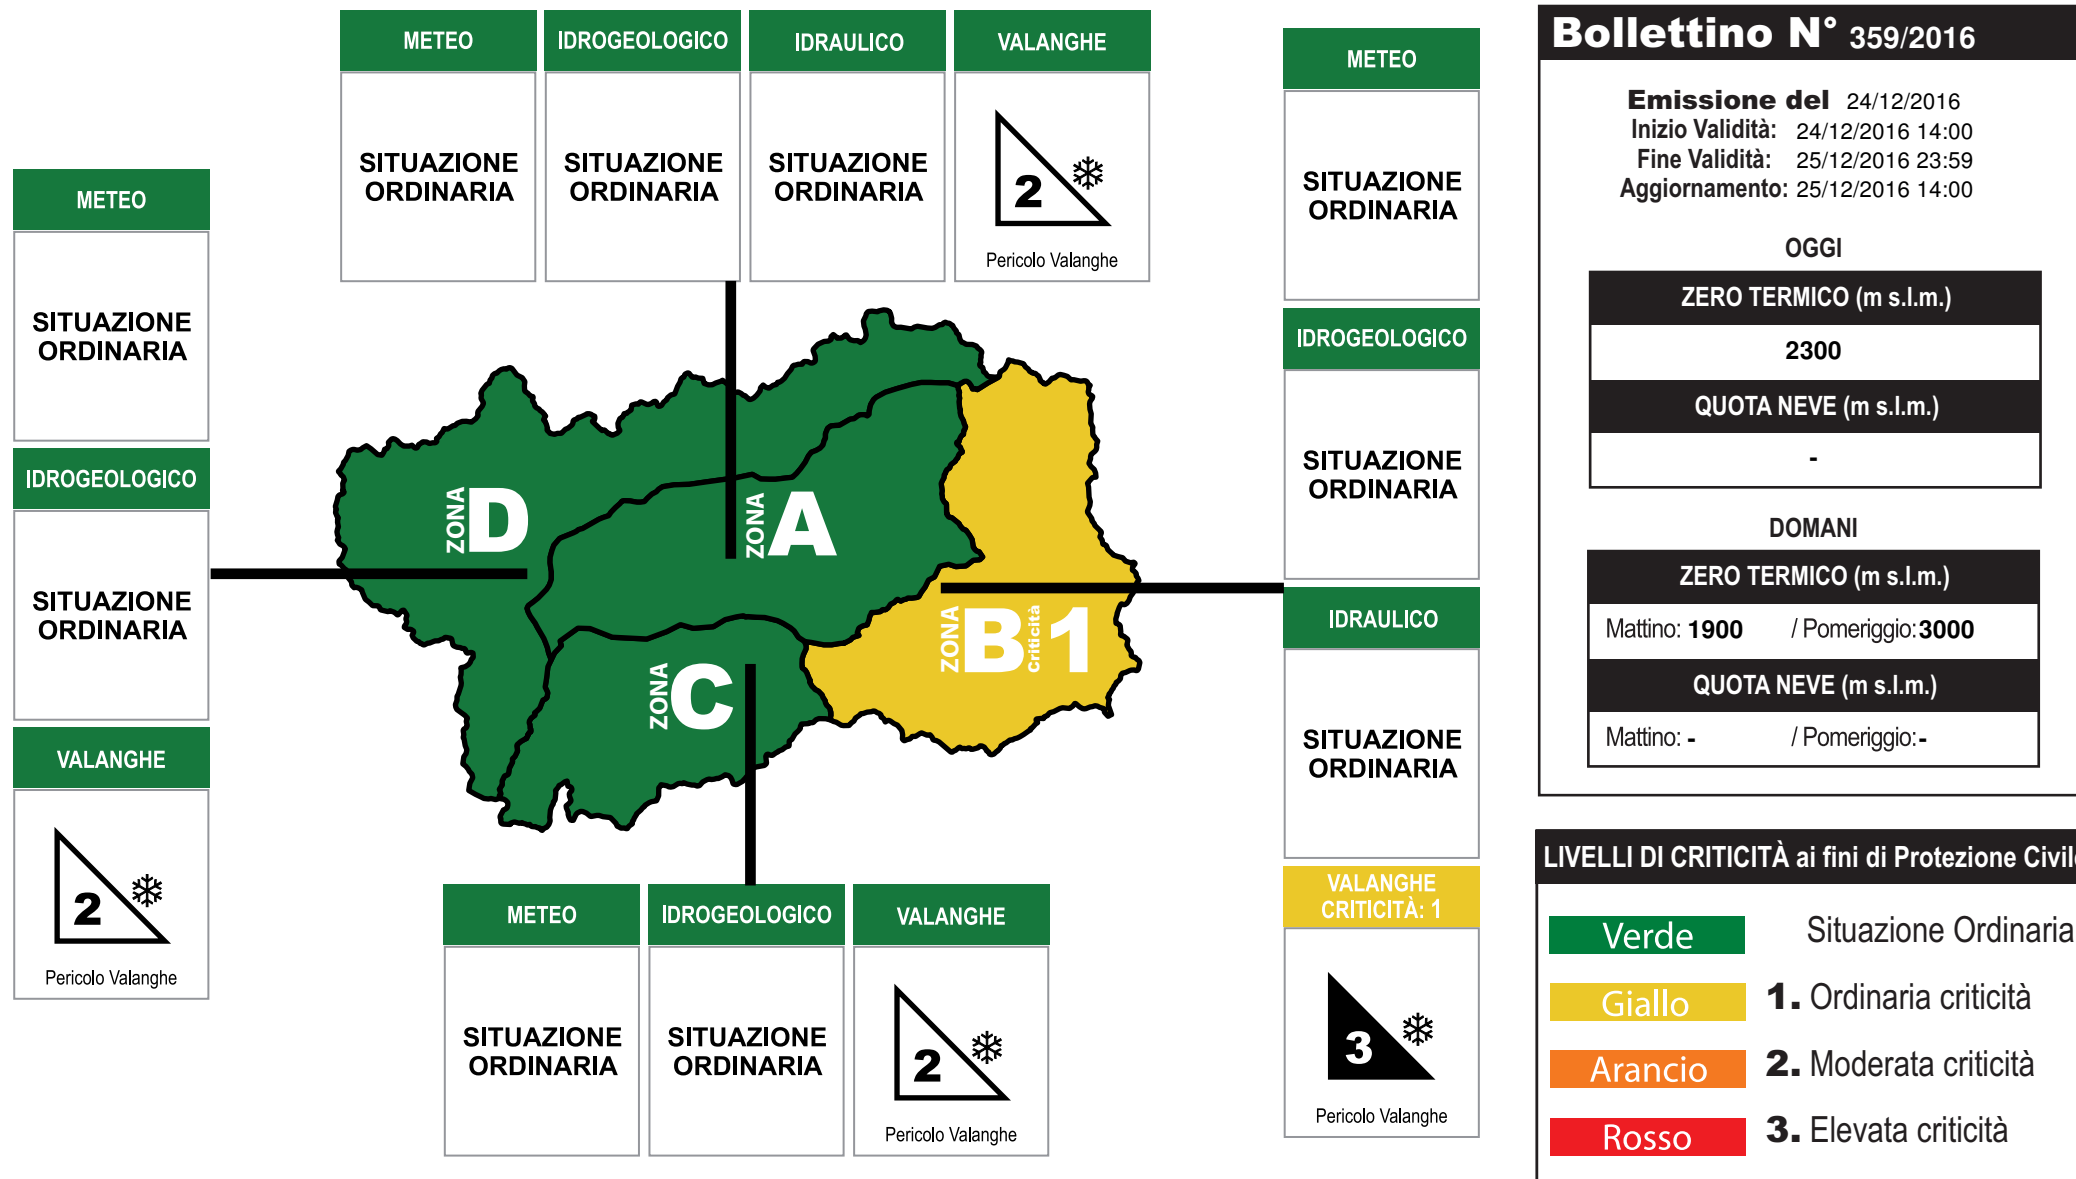 METEO
SITUAZIONE
ORDINARIA
IDROGEOLOGICO
SITUAZIONE
ORDINARIA
IDRAULICO
SITUAZIONE
ORDINARIA
VALANGHE
2
Pericolo Valanghe
METEO
SITUAZIONE
ORDINARIA
IDROGEOLOGICO
SITUAZIONE
ORDINARIA
VALANGHE
2
Pericolo Valanghe
ZONA D
ZONA A
ZONA B Criticità 1
ZONA C
METEO
SITUAZIONE
ORDINARIA
IDROGEOLOGICO
SITUAZIONE
ORDINARIA
VALANGHE
2
Pericolo Valanghe
METEO
SITUAZIONE
ORDINARIA
IDROGEOLOGICO
SITUAZIONE
ORDINARIA
IDRAULICO
SITUAZIONE
ORDINARIA
VALANGHE
CRITICITÀ: 1
3
Pericolo Valanghe
Bollettino N° 359/2016
Emissione del 24/12/2016
Inizio Validità: 24/12/2016 14:00
Fine Validità: 25/12/2016 23:59
Aggiornamento: 25/12/2016 14:00
OGGI
ZERO TERMICO (m s.l.m.)
2300
QUOTA NEVE (m s.l.m.)
-
DOMANI
ZERO TERMICO (m s.l.m.)
Mattino: 1900 / Pomeriggio: 3000
QUOTA NEVE (m s.l.m.)
Mattino: - / Pomeriggio: -
LIVELLI DI CRITICITÀ ai fini di Protezione Civil
Verde Situazione Ordinaria
Giallo 1. Ordinaria criticità
Arancio 2. Moderata criticità
Rosso 3. Elevata criticità